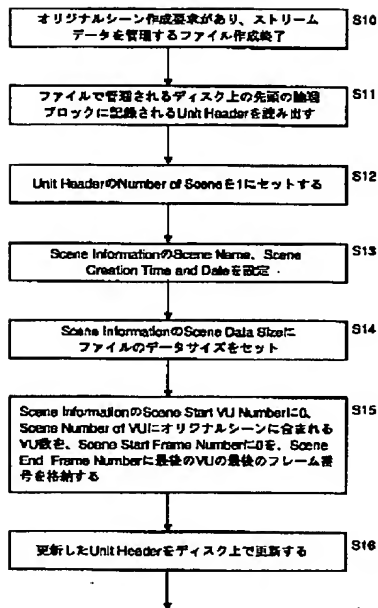 オリジナルシーン作成要求があり、ストリーム
データを管理するファイル作成終了
S10
ファイルで管理されるディスク上の先頭の論理
ブロックに記録されるUnit Headerを読み出す
S11
Unit HeaderのNumber of Sceneを1にセットする
S12
Scene InformationのScene Name、Scene
Creation Time and Dateを設定
S13
Scene InformationのScene Data Sizeに
ファイルのデータサイズをセット
S14
Scene InformationのScene Start VU Numberに0、
Scene Number of VUにオリジナルシーンに含まれる
VU数を、Scene Start Frame Numberに0を、Scene
End Frame Numberに最後のVUの最後のフレーム番
号を格納する
S15
更新したUnit Headerをディスク上で更新する
S16